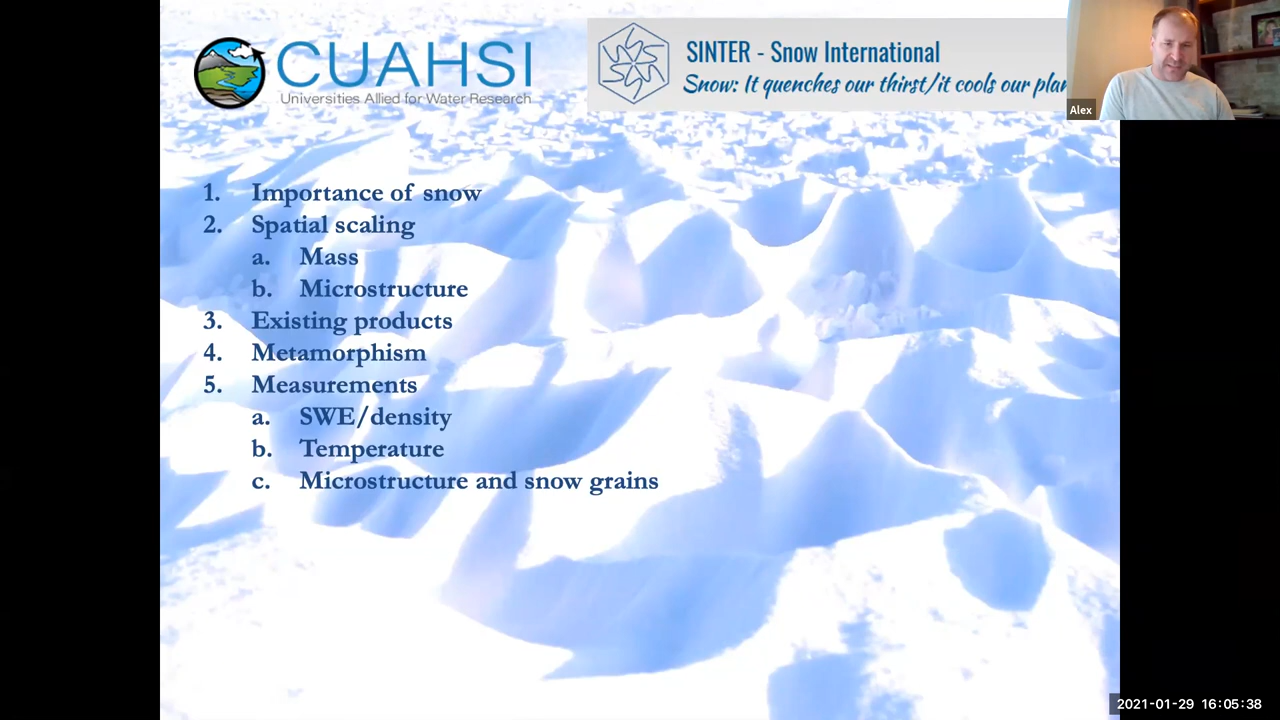 CUAHSI
Universities Allied for Water Research
SINTER - Snow International
Snow: It quenches our thirst/it cools our
Alex
1. Importance of snow
2. Spatial scaling
a. Mass
b. Microstructure
3. Existing products
4. Metamorphism
5. Measurements
a. SWE/density
b. Temperature
c. Microstructure and snow grains
2021-01-29 16:05:38